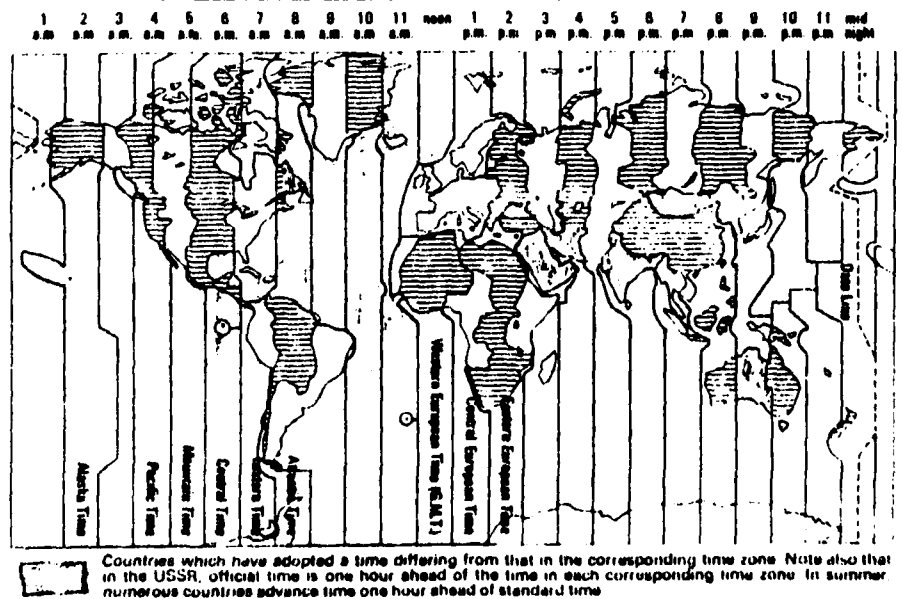 1 2 3 4 5 6 7 8 9 10 11 noon 1 2 3 4 5 6 7 8 9 10 11 mid
a.m a.m a.m a.m a.m a.m a.m a.m a.m a.m a.m p.m. p.m. p.m p.m. p.m. p.m. p.m. p.m. p.m. p.m. p.m night
Date Line
Alaska Time
Pacific Time
Mountain Time
Central Time
Eastern Time
Atlantic Time
Western European Time (G.M.T.)
Central European Time
Eastern European Time
Countries which have adopted a time differing from that in the corresponding time zone Note also that
in the USSR, official time is one hour ahead of the time in each corresponding time zone In summer
numerous countries advance time one hour ahead of standard time